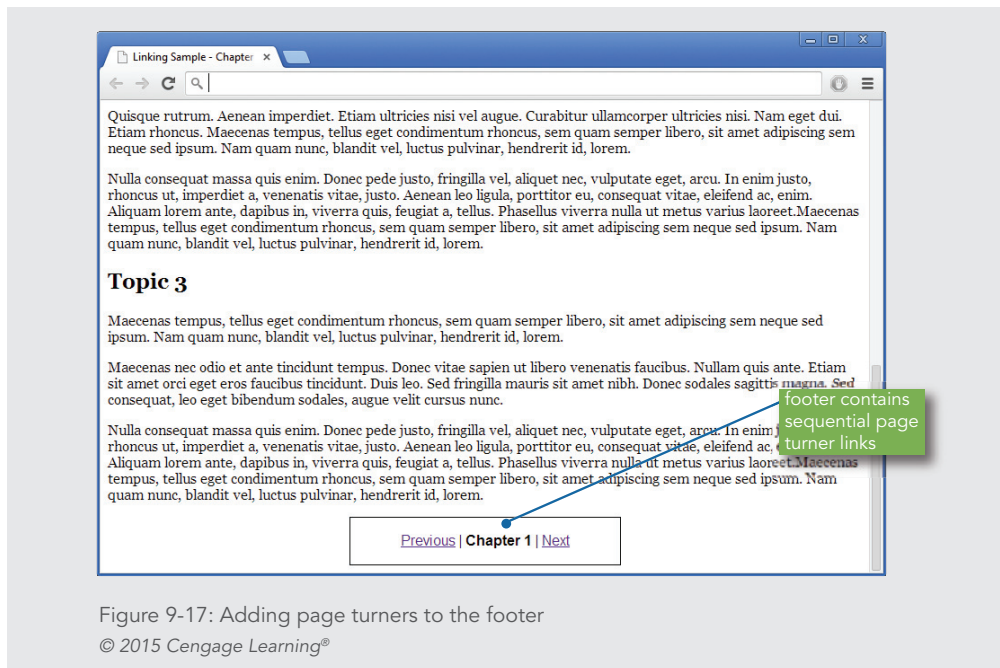 Linking Sample - Chapter
Quisque rutrum. Aenean imperdiet. Etiam ultricies nisi vel augue. Curabitur ullamcorper ultricies nisi. Nam eget dui.
Etiam rhoncus. Maecenas tempus, tellus eget condimentum rhoncus, sem quam semper libero, sit amet adipiscing sem
neque sed ipsum. Nam quam nunc, blandit vel, luctus pulvinar, hendrerit id, lorem.
Nulla consequat massa quis enim. Donec pede justo, fringilla vel, aliquet nec, vulputate eget, arcu. In enim justo,
rhoncus ut, imperdiet a, venenatis vitae, justo. Aenean leo ligula, porttitor eu, consequat vitae, eleifend ac, enim.
Aliquam lorem ante, dapibus in, viverra quis, feugiat a, tellus. Phasellus viverra nulla ut metus varius laoreet.Maecenas
tempus, tellus eget condimentum rhoncus, sem quam semper libero, sit amet adipiscing sem neque sed ipsum. Nam
quam nunc, blandit vel, luctus pulvinar, hendrerit id, lorem.
Topic 3
Maecenas tempus, tellus eget condimentum rhoncus, sem quam semper libero, sit amet adipiscing sem neque sed
ipsum. Nam quam nunc, blandit vel, luctus pulvinar, hendrerit id, lorem.
Maecenas nec odio et ante tincidunt tempus. Donec vitae sapien ut libero venenatis faucibus. Nullam quis ante. Etiam
sit amet orci eget eros faucibus tincidunt. Duis leo. Sed fringilla mauris sit amet nibh. Donec sodales sagittis magna. Sed
consequat, leo eget bibendum sodales, augue velit cursus nunc.
footer contains
sequential page
turner links
Nulla consequat massa quis enim. Donec pede justo, fringilla vel, aliquet nec, vulputate eget, arcu. In enim
rhoncus ut, imperdiet a, venenatis vitae, justo. Aenean leo ligula, porttitor eu, consequat vitae, eleifend ac,
Aliquam lorem ante, dapibus in, viverra quis, feugiat a, tellus. Phasellus viverra nulla ut metus varius laoreet.Maecenas
tempus, tellus eget condimentum rhoncus, sem quam semper libero, sit amet adipiscing sem neque sed ipsum. Nam
quam nunc, blandit vel, luctus pulvinar, hendrerit id, lorem.
Previous | Chapter 1 | Next
Figure 9-17: Adding page turners to the footer
© 2015 Cengage Learning®